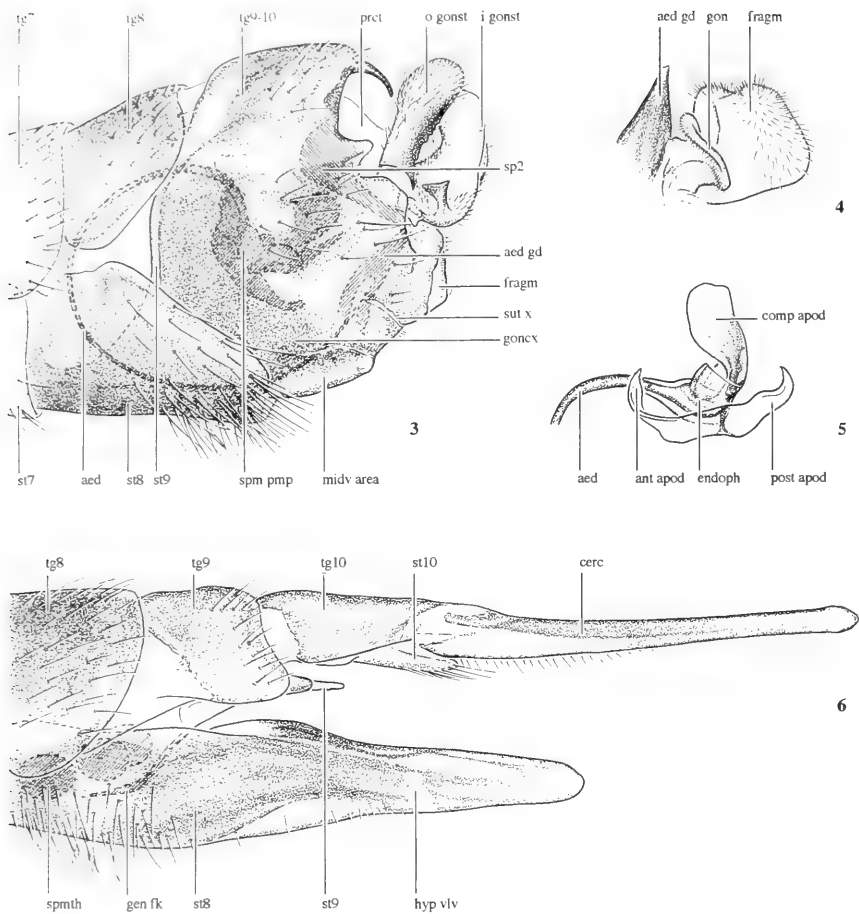 tg7 tg8 tg9-10 prct o gonst i gonst
sp2
aed gd
fragm
sut x
goncx
3
st7 aed st8 st9 spm pmp midv area
aed gd gon fragm
4
comp apod
5
aed ant apod endoph post apod
tg8 tg9 tg10 st10 cerc
6
spmth gen fk st8 st9 hyp vlv